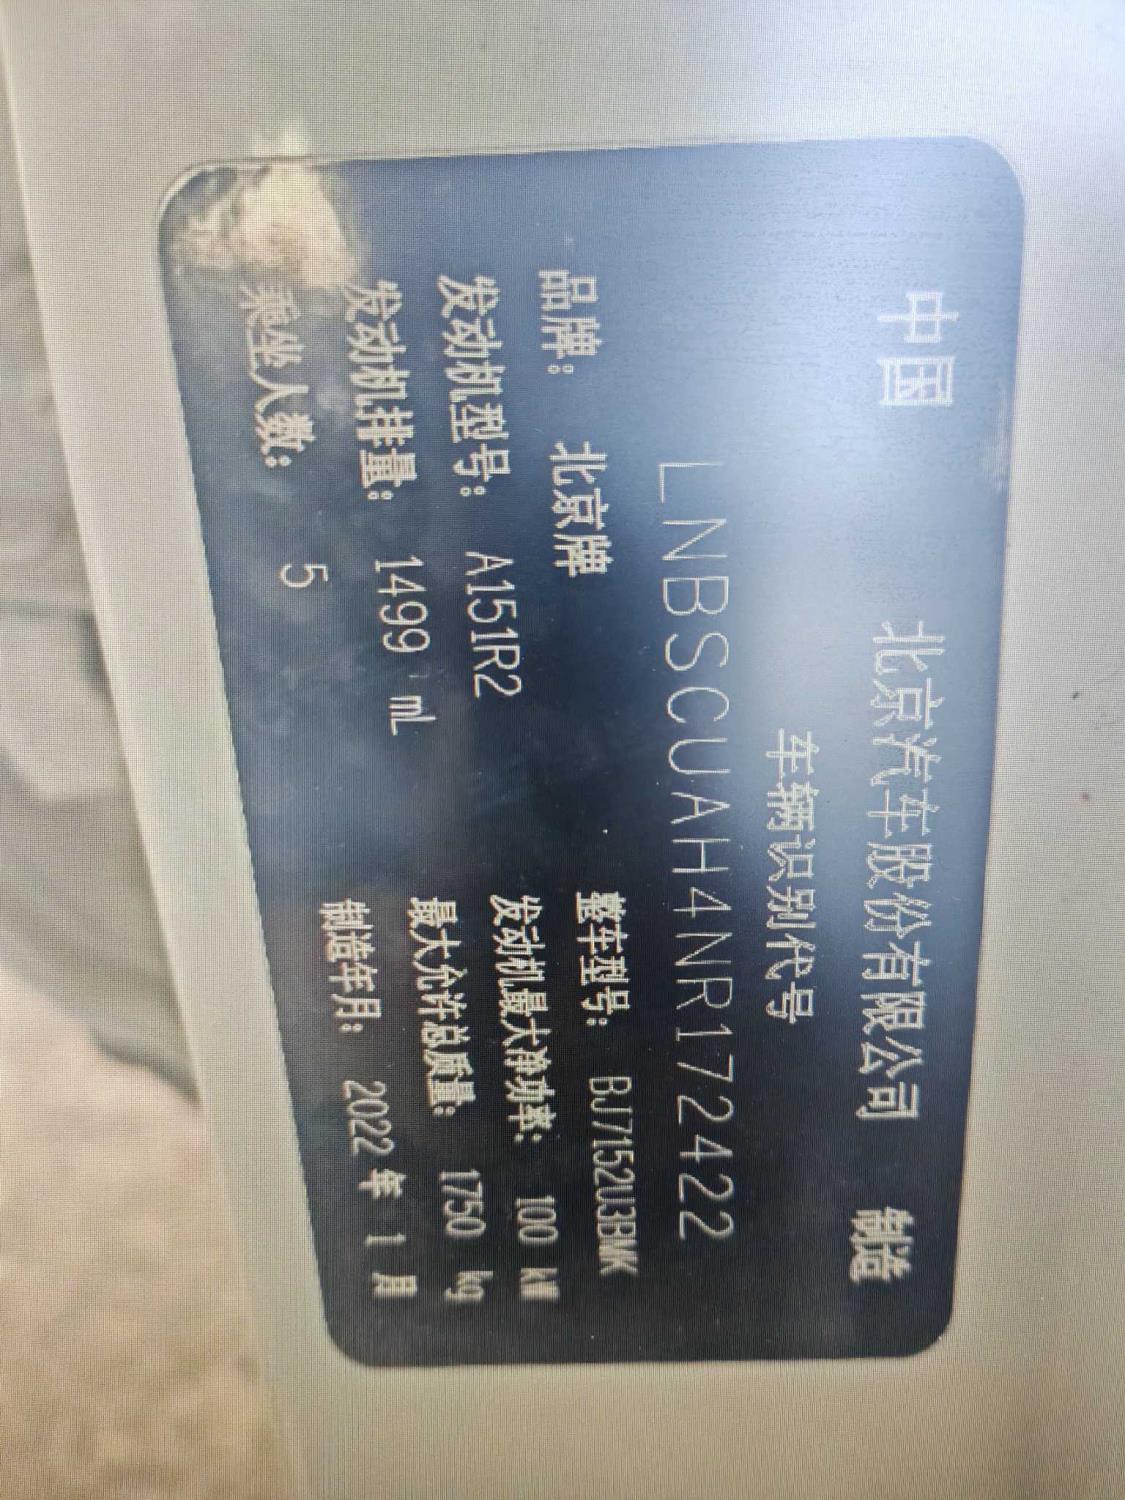 中国 北京汽车股份有限公司 制造
车辆识别代号
LNBSCUAH4NR172422
品牌： 北京牌 整车型号： BJ7152U3BMK
发动机型号： A151R2 发动机最大净功率： 100 kW
发动机排量： 1499 mL 最大允许总质量： 1750 kg
乘坐人数： 5 制造年月： 2022 年 1 月